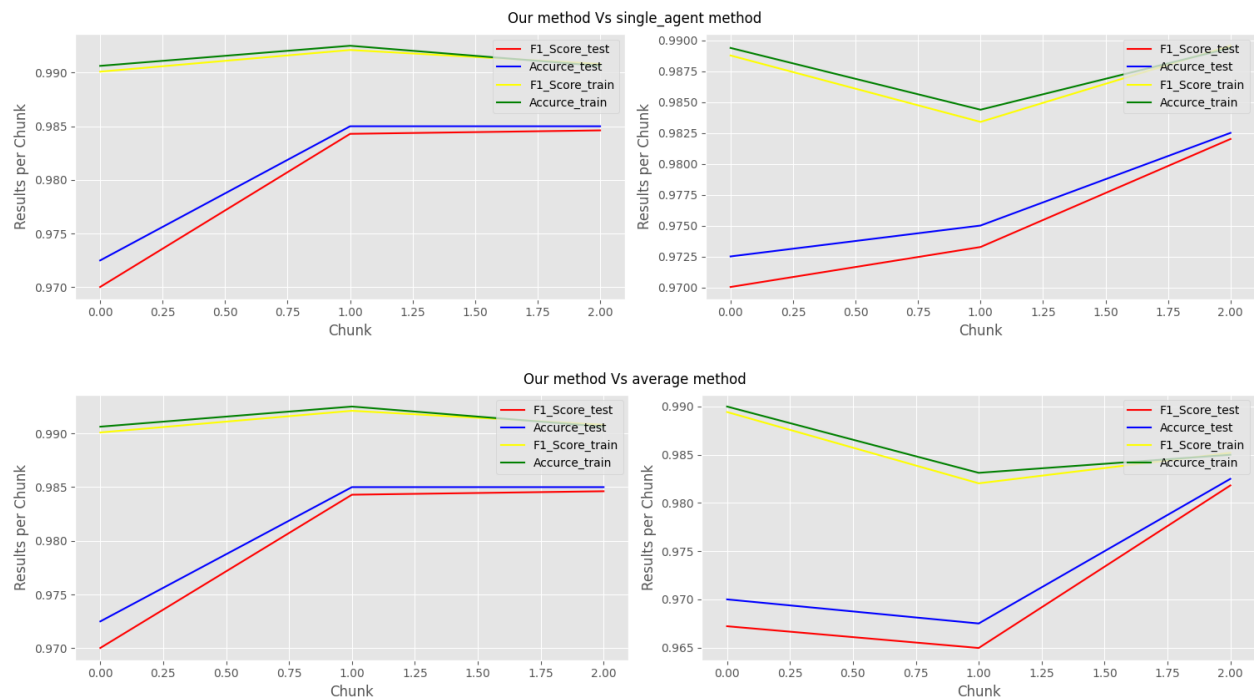 Our method Vs single_agent method
Results per Chunk
0.990
0.985
0.980
0.975
0.970
F1_Score_test
Accurce_test
F1_Score_train
Accurce_train
0.00 0.25 0.50 0.75 1.00 1.25 1.50 1.75 2.00
Chunk
Results per Chunk
0.9900
0.9875
0.9850
0.9825
0.9800
0.9775
0.9750
0.9725
0.9700
F1_Score_test
Accurce_test
F1_Score_train
Accurce_train
0.00 0.25 0.50 0.75 1.00 1.25 1.50 1.75 2.00
Chunk
Our method Vs average method
Results per Chunk
0.990
0.985
0.980
0.975
0.970
F1_Score_test
Accurce_test
F1_Score_train
Accurce_train
0.00 0.25 0.50 0.75 1.00 1.25 1.50 1.75 2.00
Chunk
Results per Chunk
0.990
0.985
0.980
0.975
0.970
0.965
F1_Score_test
Accurce_test
F1_Score_train
Accurce_train
0.00 0.25 0.50 0.75 1.00 1.25 1.50 1.75 2.00
Chunk